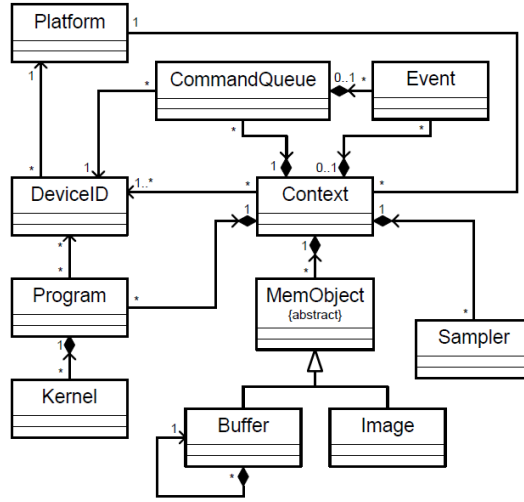 Platform
1
1
CommandQueue
0..1
*
Event
*
*
*
*
1
1
0..1
DeviceID
1..*
*
Context
*
*
1
1
1
*
Program
*
*
MemObject
{abstract}
1
*
*
Sampler
Kernel
1
Buffer
Image
*